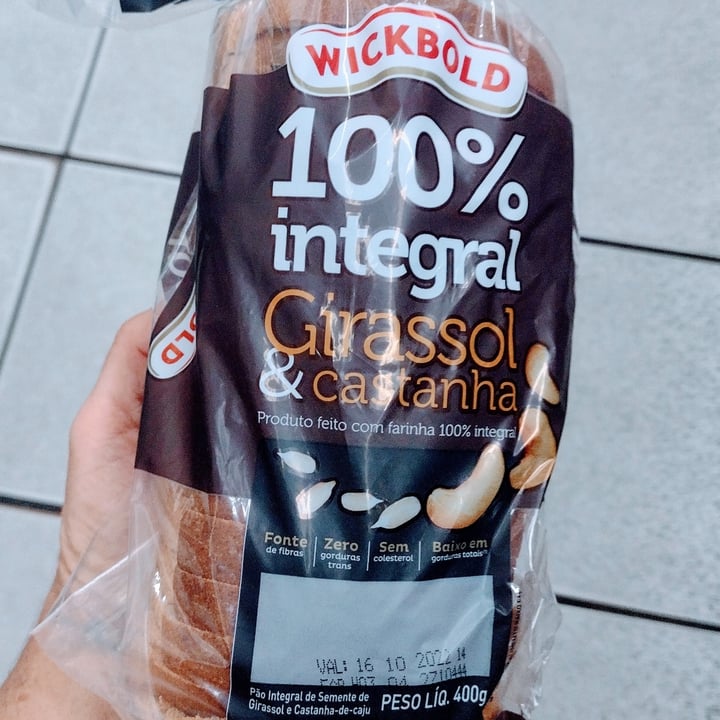 WICKBOLD
100%
integral
Girassol
& castanha
Produto feito com farinha 100% integral
Fonte
de fibras
Zero
gorduras
trans
Sem
colesterol
Baixo em
gorduras totais
VAL: 16 10 2022 14
Pão Integral de Semente de
Girassol e Castanha-de-caju
PESO LÍQ. 400g
OLD